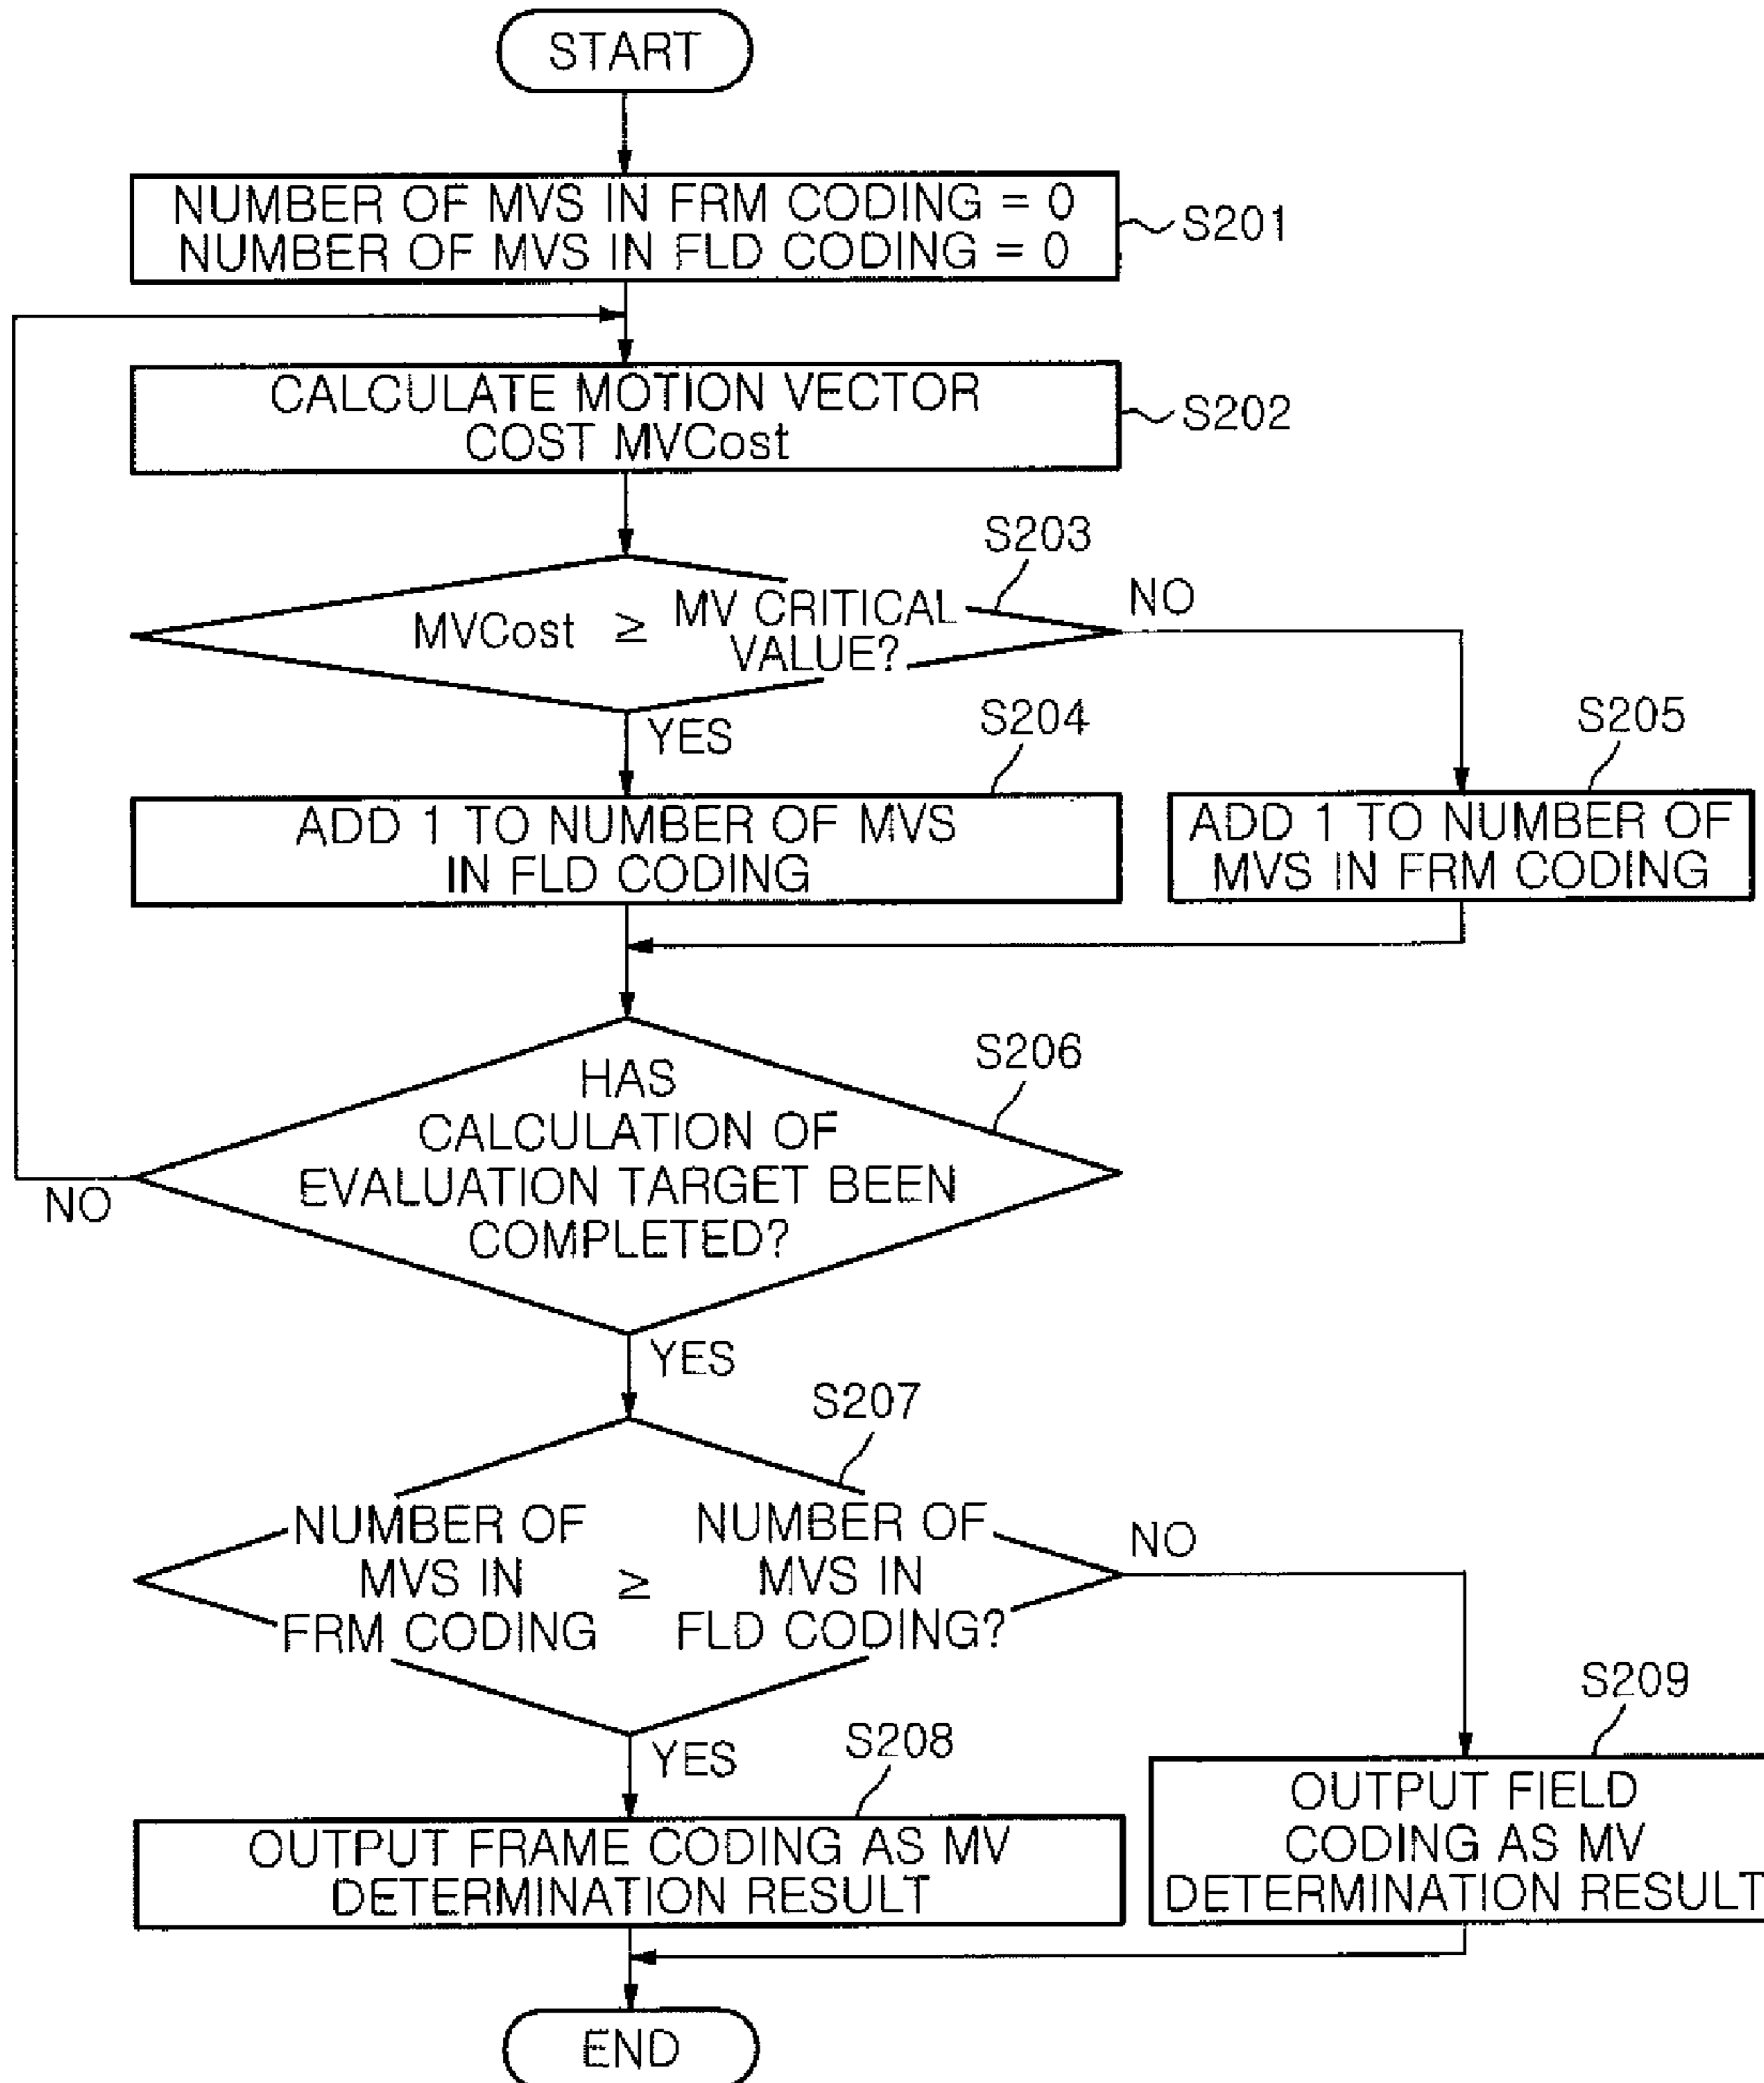 START
NUMBER OF MVS IN FRM CODING = 0
NUMBER OF MVS IN FLD CODING = 0
S201
CALCULATE MOTION VECTOR
COST MVCost
S202
S203
MVCost ≥ MV CRITICAL
VALUE?
NO
YES
S204
S205
ADD 1 TO NUMBER OF MVS
IN FLD CODING
ADD 1 TO NUMBER OF
MVS IN FRM CODING
S206
HAS
CALCULATION OF
EVALUATION TARGET BEEN
COMPLETED?
NO
YES
S207
NUMBER OF
MVS IN
FRM CODING
≥
NUMBER OF
MVS IN
FLD CODING?
NO
YES
S208
S209
OUTPUT FRAME CODING AS MV
DETERMINATION RESULT
OUTPUT FIELD
CODING AS MV
DETERMINATION RESULT
END